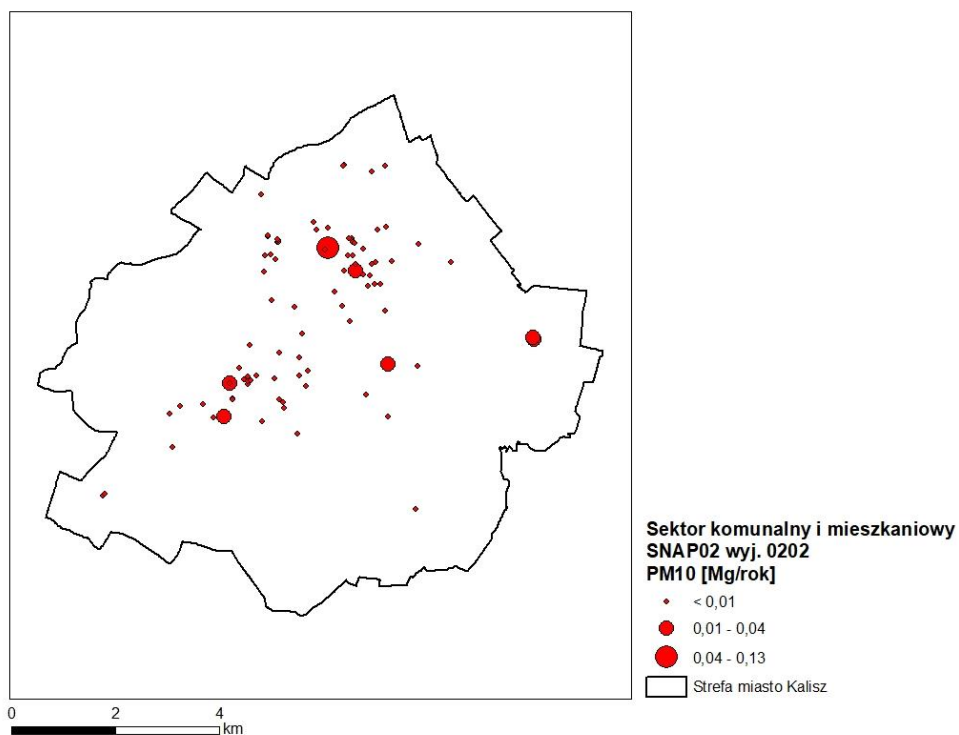 Sektor komunalny i mieszkaniowy
SNAP02 wyj. 0202
PM10 [Mg/rok]
< 0,01
0,01 - 0,04
0,04 - 0,13
Strefa miasto Kalisz
0 2 4
km